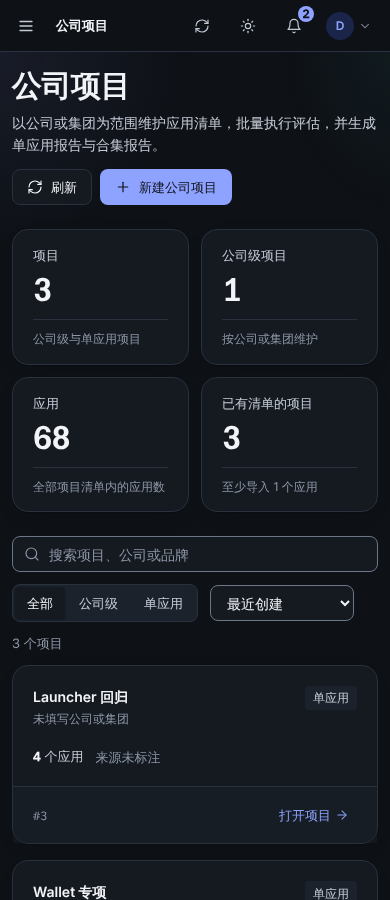 公司项目
2
D
公司项目
以公司或集团为范围维护应用清单，批量执行评估，并生成
单应用报告与合集报告。
刷新
新建公司项目
项目
3
公司级与单应用项目
公司级项目
1
按公司或集团维护
应用
68
全部项目清单内的应用数
已有清单的项目
3
至少导入 1 个应用
搜索项目、公司或品牌
全部 公司级 单应用
最近创建
3 个项目
Launcher 回归
单应用
未填写公司或集团
4 个应用 来源未标注
#3
打开项目
Wallet 专项
单应用